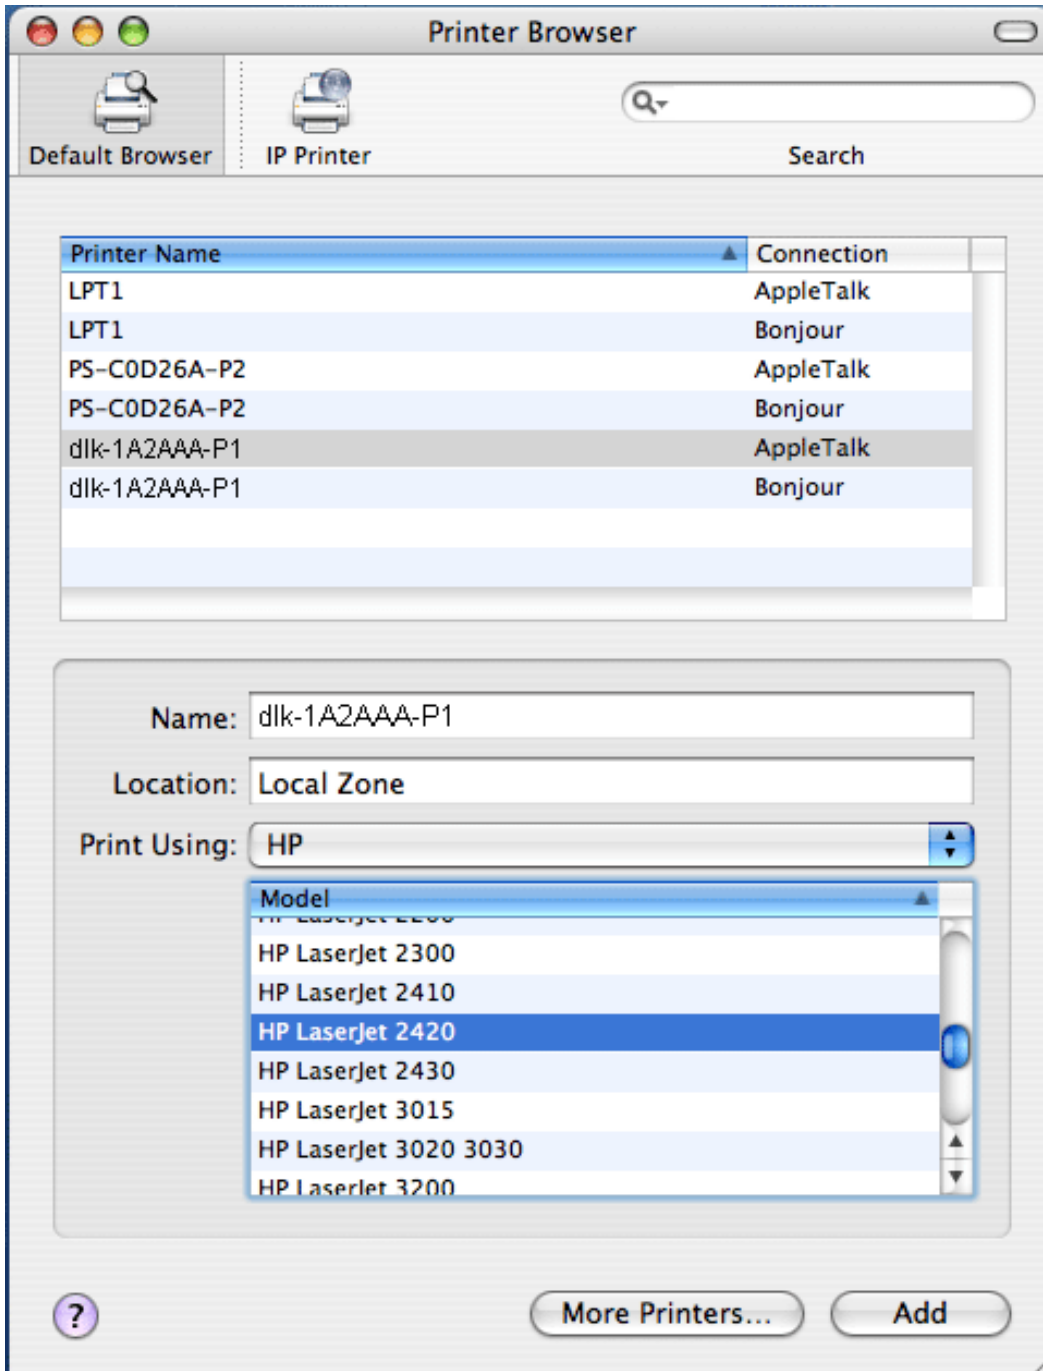 Printer Browser
Default Browser
IP Printer
Search
Printer Name Connection
LPT1 AppleTalk
LPT1 Bonjour
PS-C0D26A-P2 AppleTalk
PS-C0D26A-P2 Bonjour
dlk-1A2AAA-P1 AppleTalk
dlk-1A2AAA-P1 Bonjour
Name: dlk-1A2AAA-P1
Location: Local Zone
Print Using: HP
Model
HP LaserJet 2200
HP LaserJet 2300
HP LaserJet 2410
HP LaserJet 2420
HP LaserJet 2430
HP LaserJet 3015
HP LaserJet 3020 3030
HP LaserJet 3200
?
More Printers...
Add